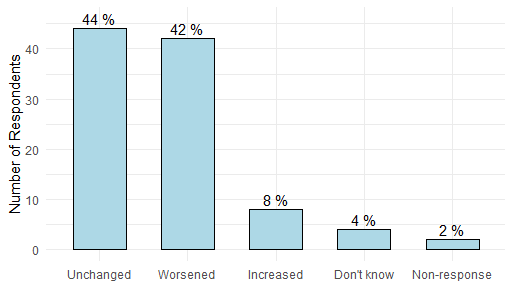 44 %
42 %
8 %
4 %
2 %
Number of Respondents
40
30
20
10
0
Unchanged
Worsened
Increased
Don't know
Non-response